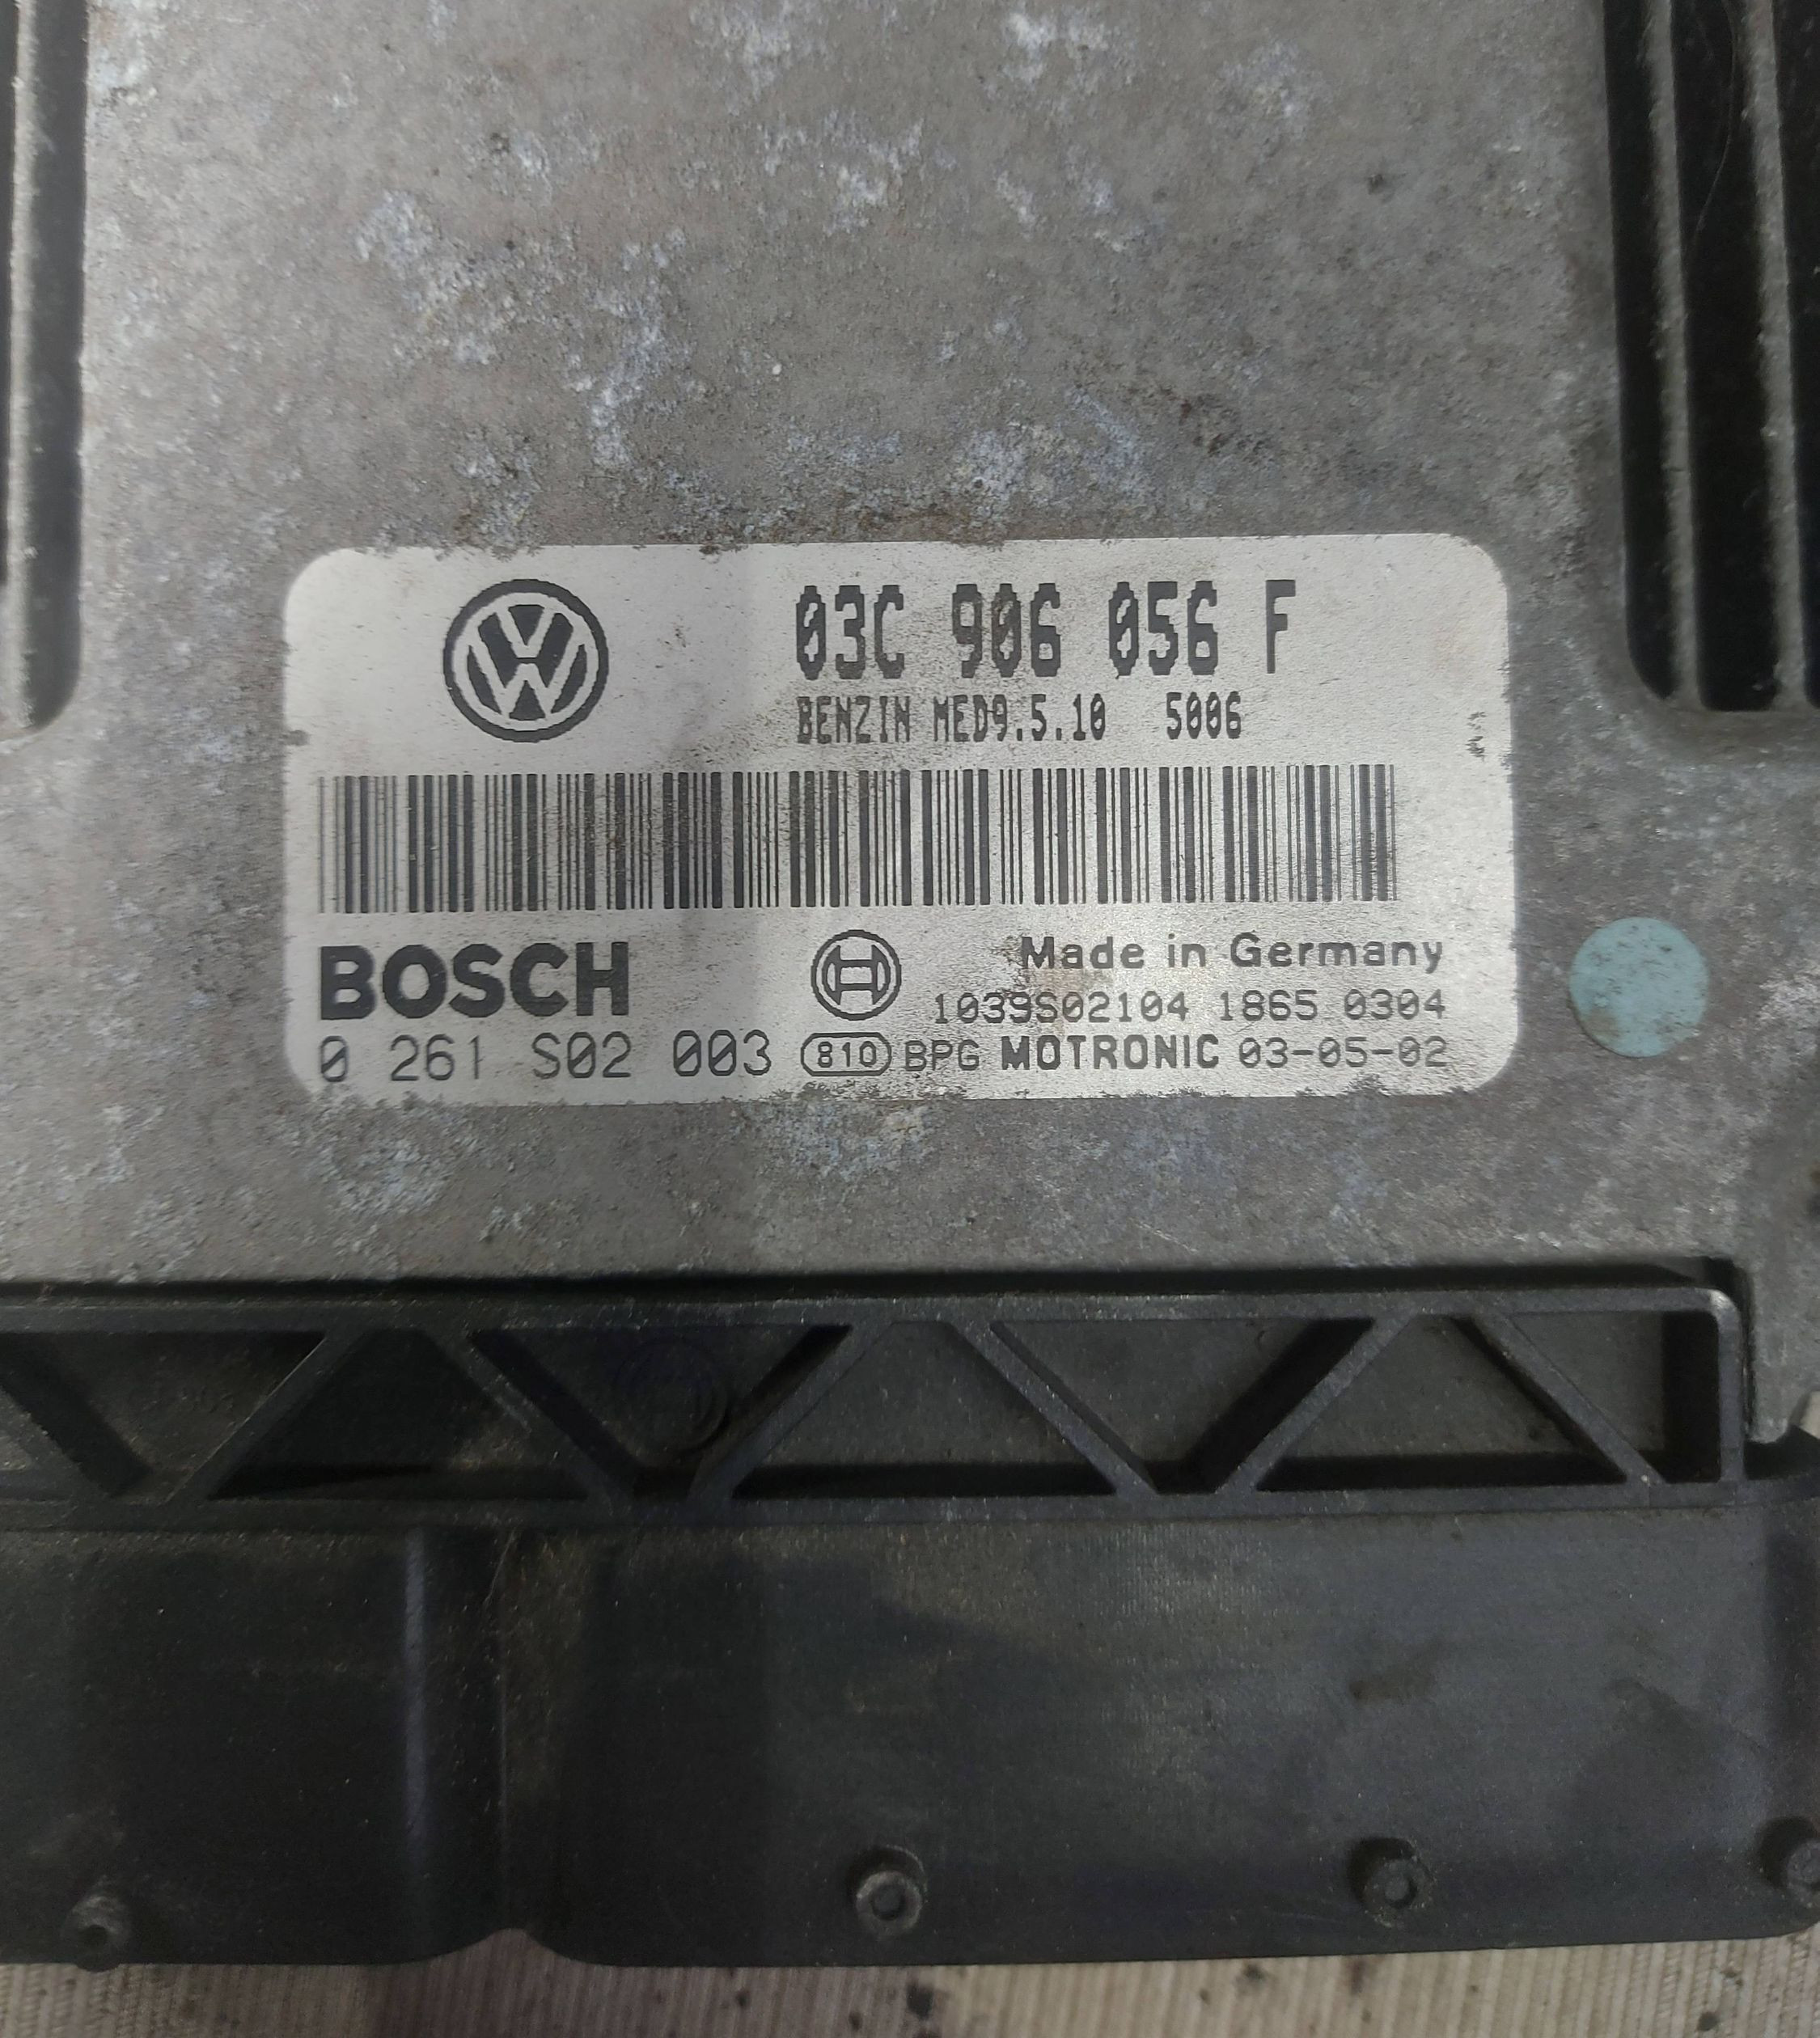 03C 906 056 F
BENZIN MED9.5.10 5006
BOSCH
Made in Germany
1039S02104 1865 0304
0 261 S02 003 810 BPG MOTRONIC 03-05-02